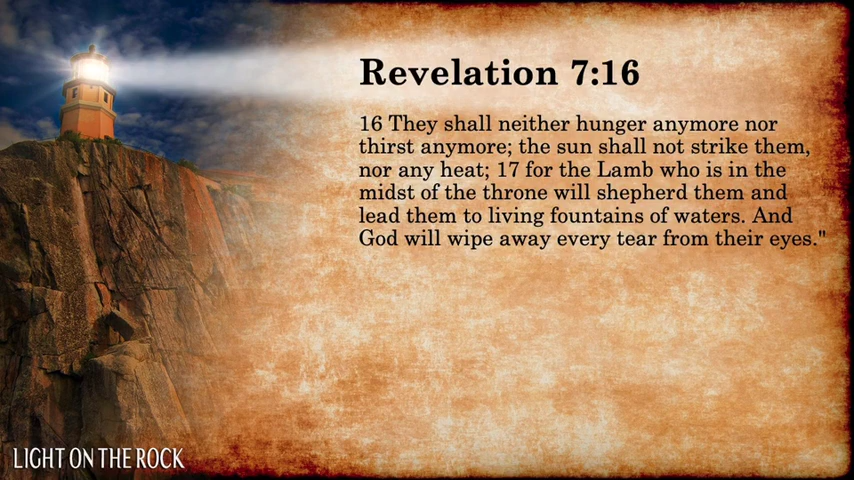 Revelation 7:16
16 They shall neither hunger anymore nor
thirst anymore; the sun shall not strike them,
nor any heat; 17 for the Lamb who is in the
midst of the throne will shepherd them and
lead them to living fountains of waters. And
God will wipe away every tear from their eyes."
LIGHT ON THE ROCK